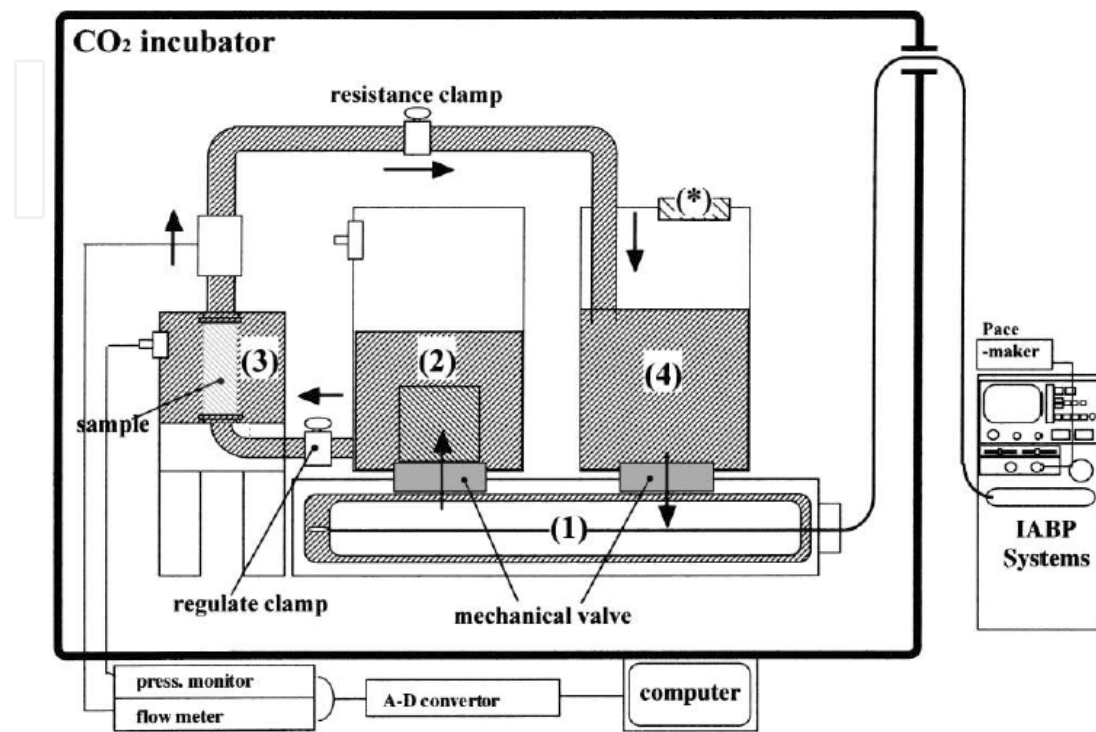 CO₂ incubator
resistance clamp
(*)
(3)
(2)
(4)
sample
Pace
-maker
(1)
IABP
Systems
regulate clamp
mechanical valve
press. monitor
flow meter
A-D convertor
computer